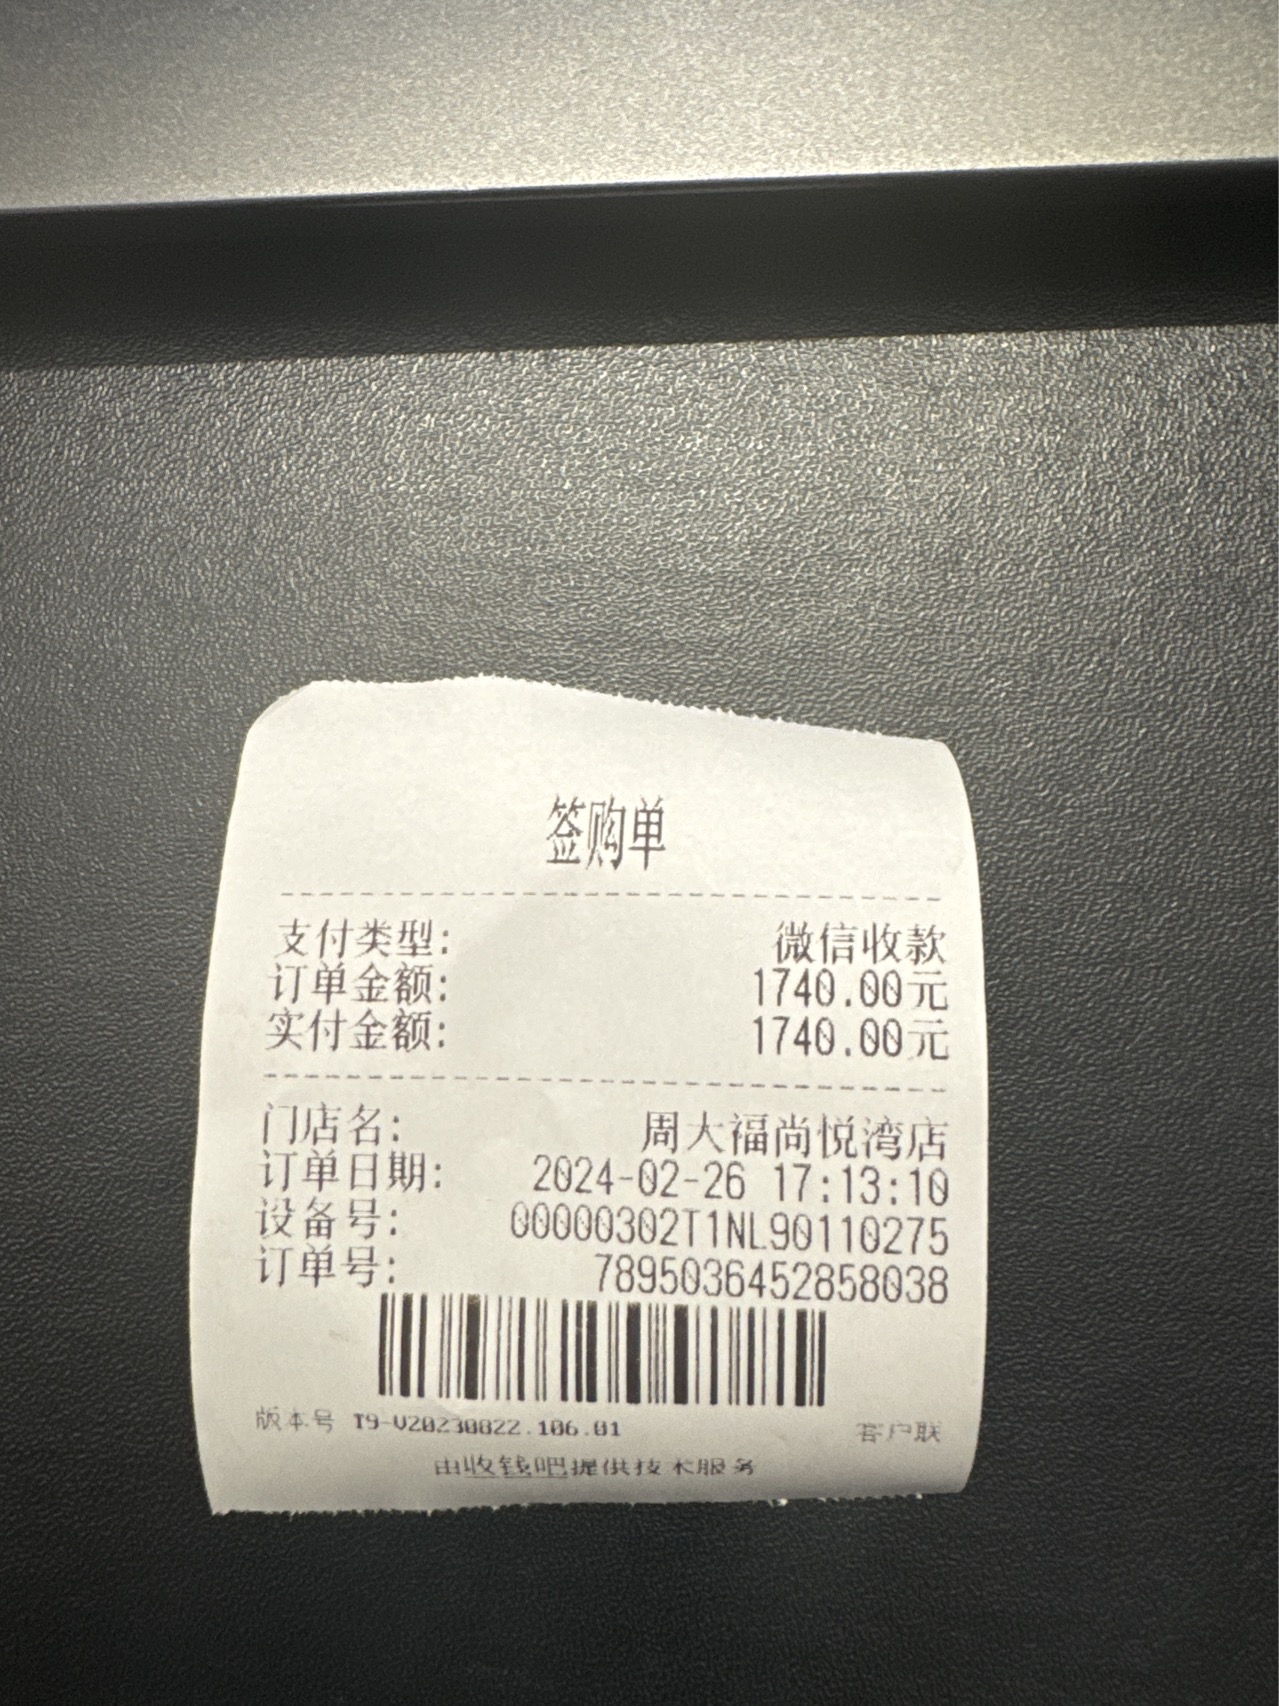 签购单
支付类型: 微信收款
订单金额: 1740.00元
实付金额: 1740.00元
门店名: 周大福尚悦湾店
订单日期: 2024-02-26 17:13:10
设备号: 00000302T1NL90110275
订单号: 7895036452858038
版本号 T9-V20230822.106.01 客户联
由收钱吧提供技术服务